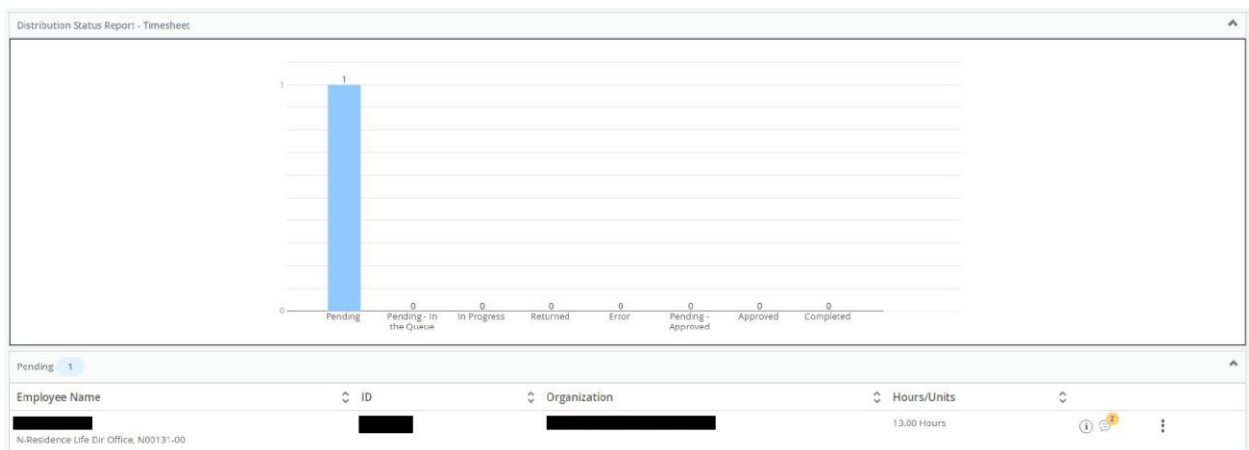 Distribution Status Report - Timesheet
1
1
0
0
0
0
0
0
0
0
Pending
Pending - In
the Queue
In Progress
Returned
Error
Pending -
Approved
Approved
Completed
Pending 1
Employee Name ID Organization Hours/Units
13.00 Hours
2
N-Residence Life Dir Office, N00131-00